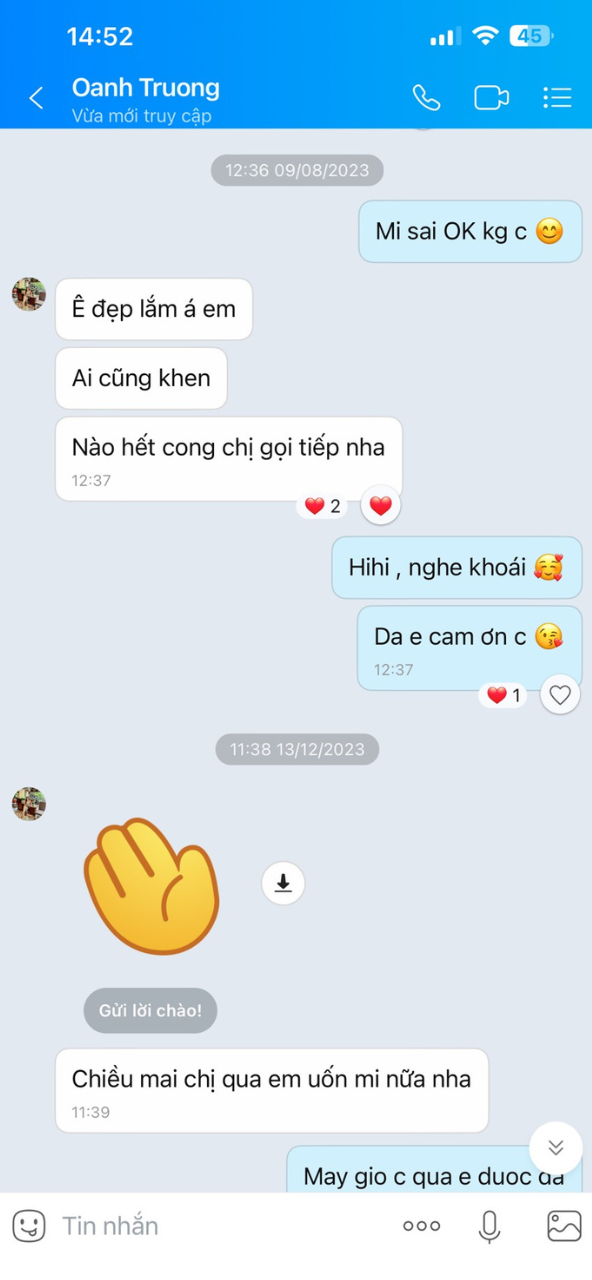 14:52
45
Oanh Truong
Vừa mới truy cập
12:36 09/08/2023
Mi sai OK kg c 😊
Ê đẹp lắm á em
Ai cũng khen
Nào hết cong chị gọi tiếp nha
12:37
2
Hihi , nghe khoái 🥰
Da e cam ơn c 😘
12:37
1
11:38 13/12/2023
Gửi lời chào!
Chiều mai chị qua em uốn mi nữa nha
11:39
May gio c qua e duoc da
Tin nhắn